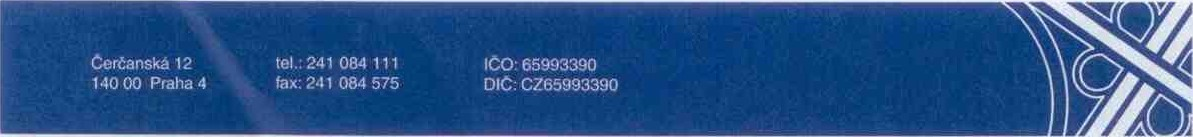 Čerčanská 12
140 00 Praha 4
tel.: 241 084 111
fax: 241 084 575
IČO: 65993390
DIČ: CZ65993390